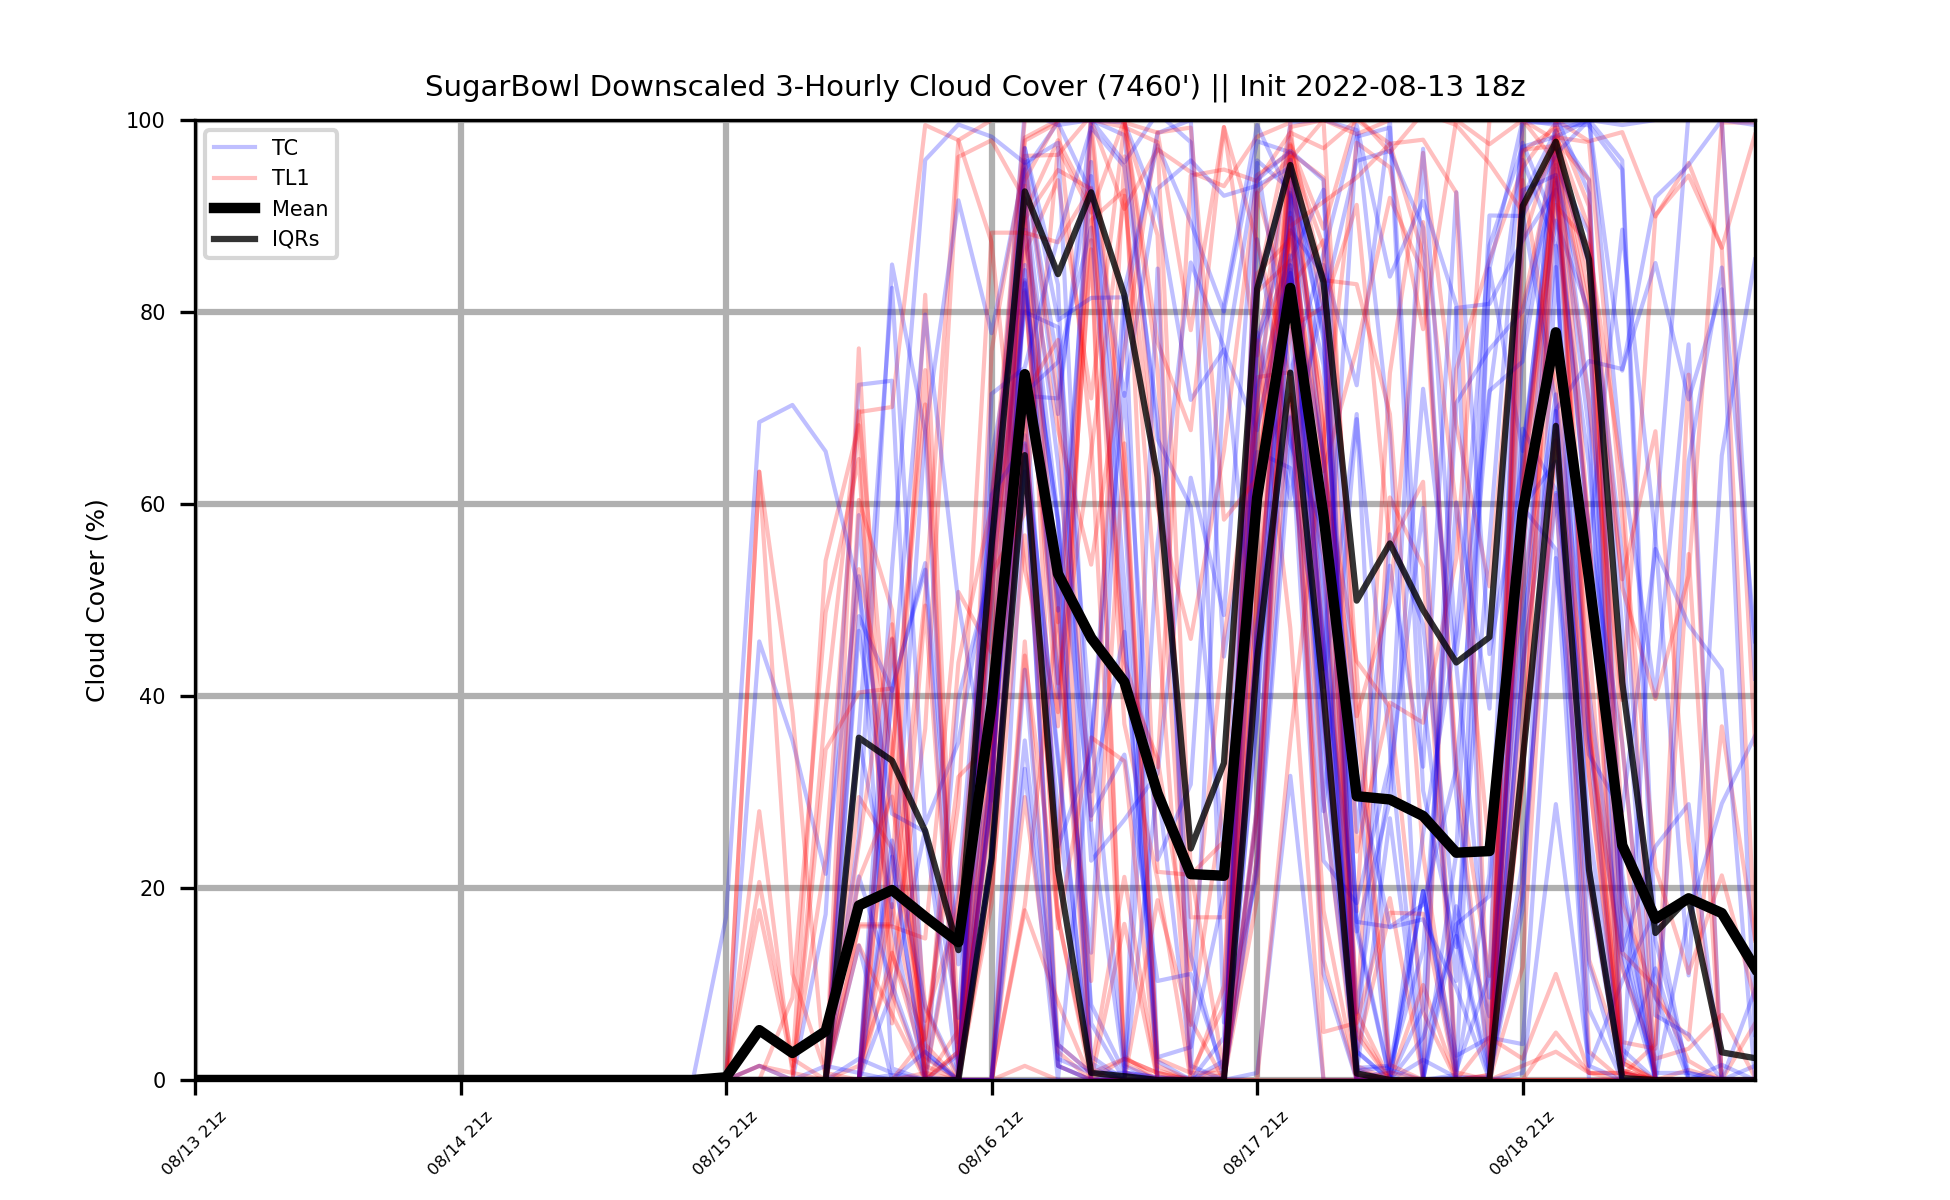 SugarBowl Downscaled 3-Hourly Cloud Cover (7460') || Init 2022-08-13 18z
100
80
60
40
20
0
Cloud Cover (%)
TC
TL1
Mean
IQRs
08/13 21z
08/14 21z
08/15 21z
08/16 21z
08/17 21z
08/18 21z